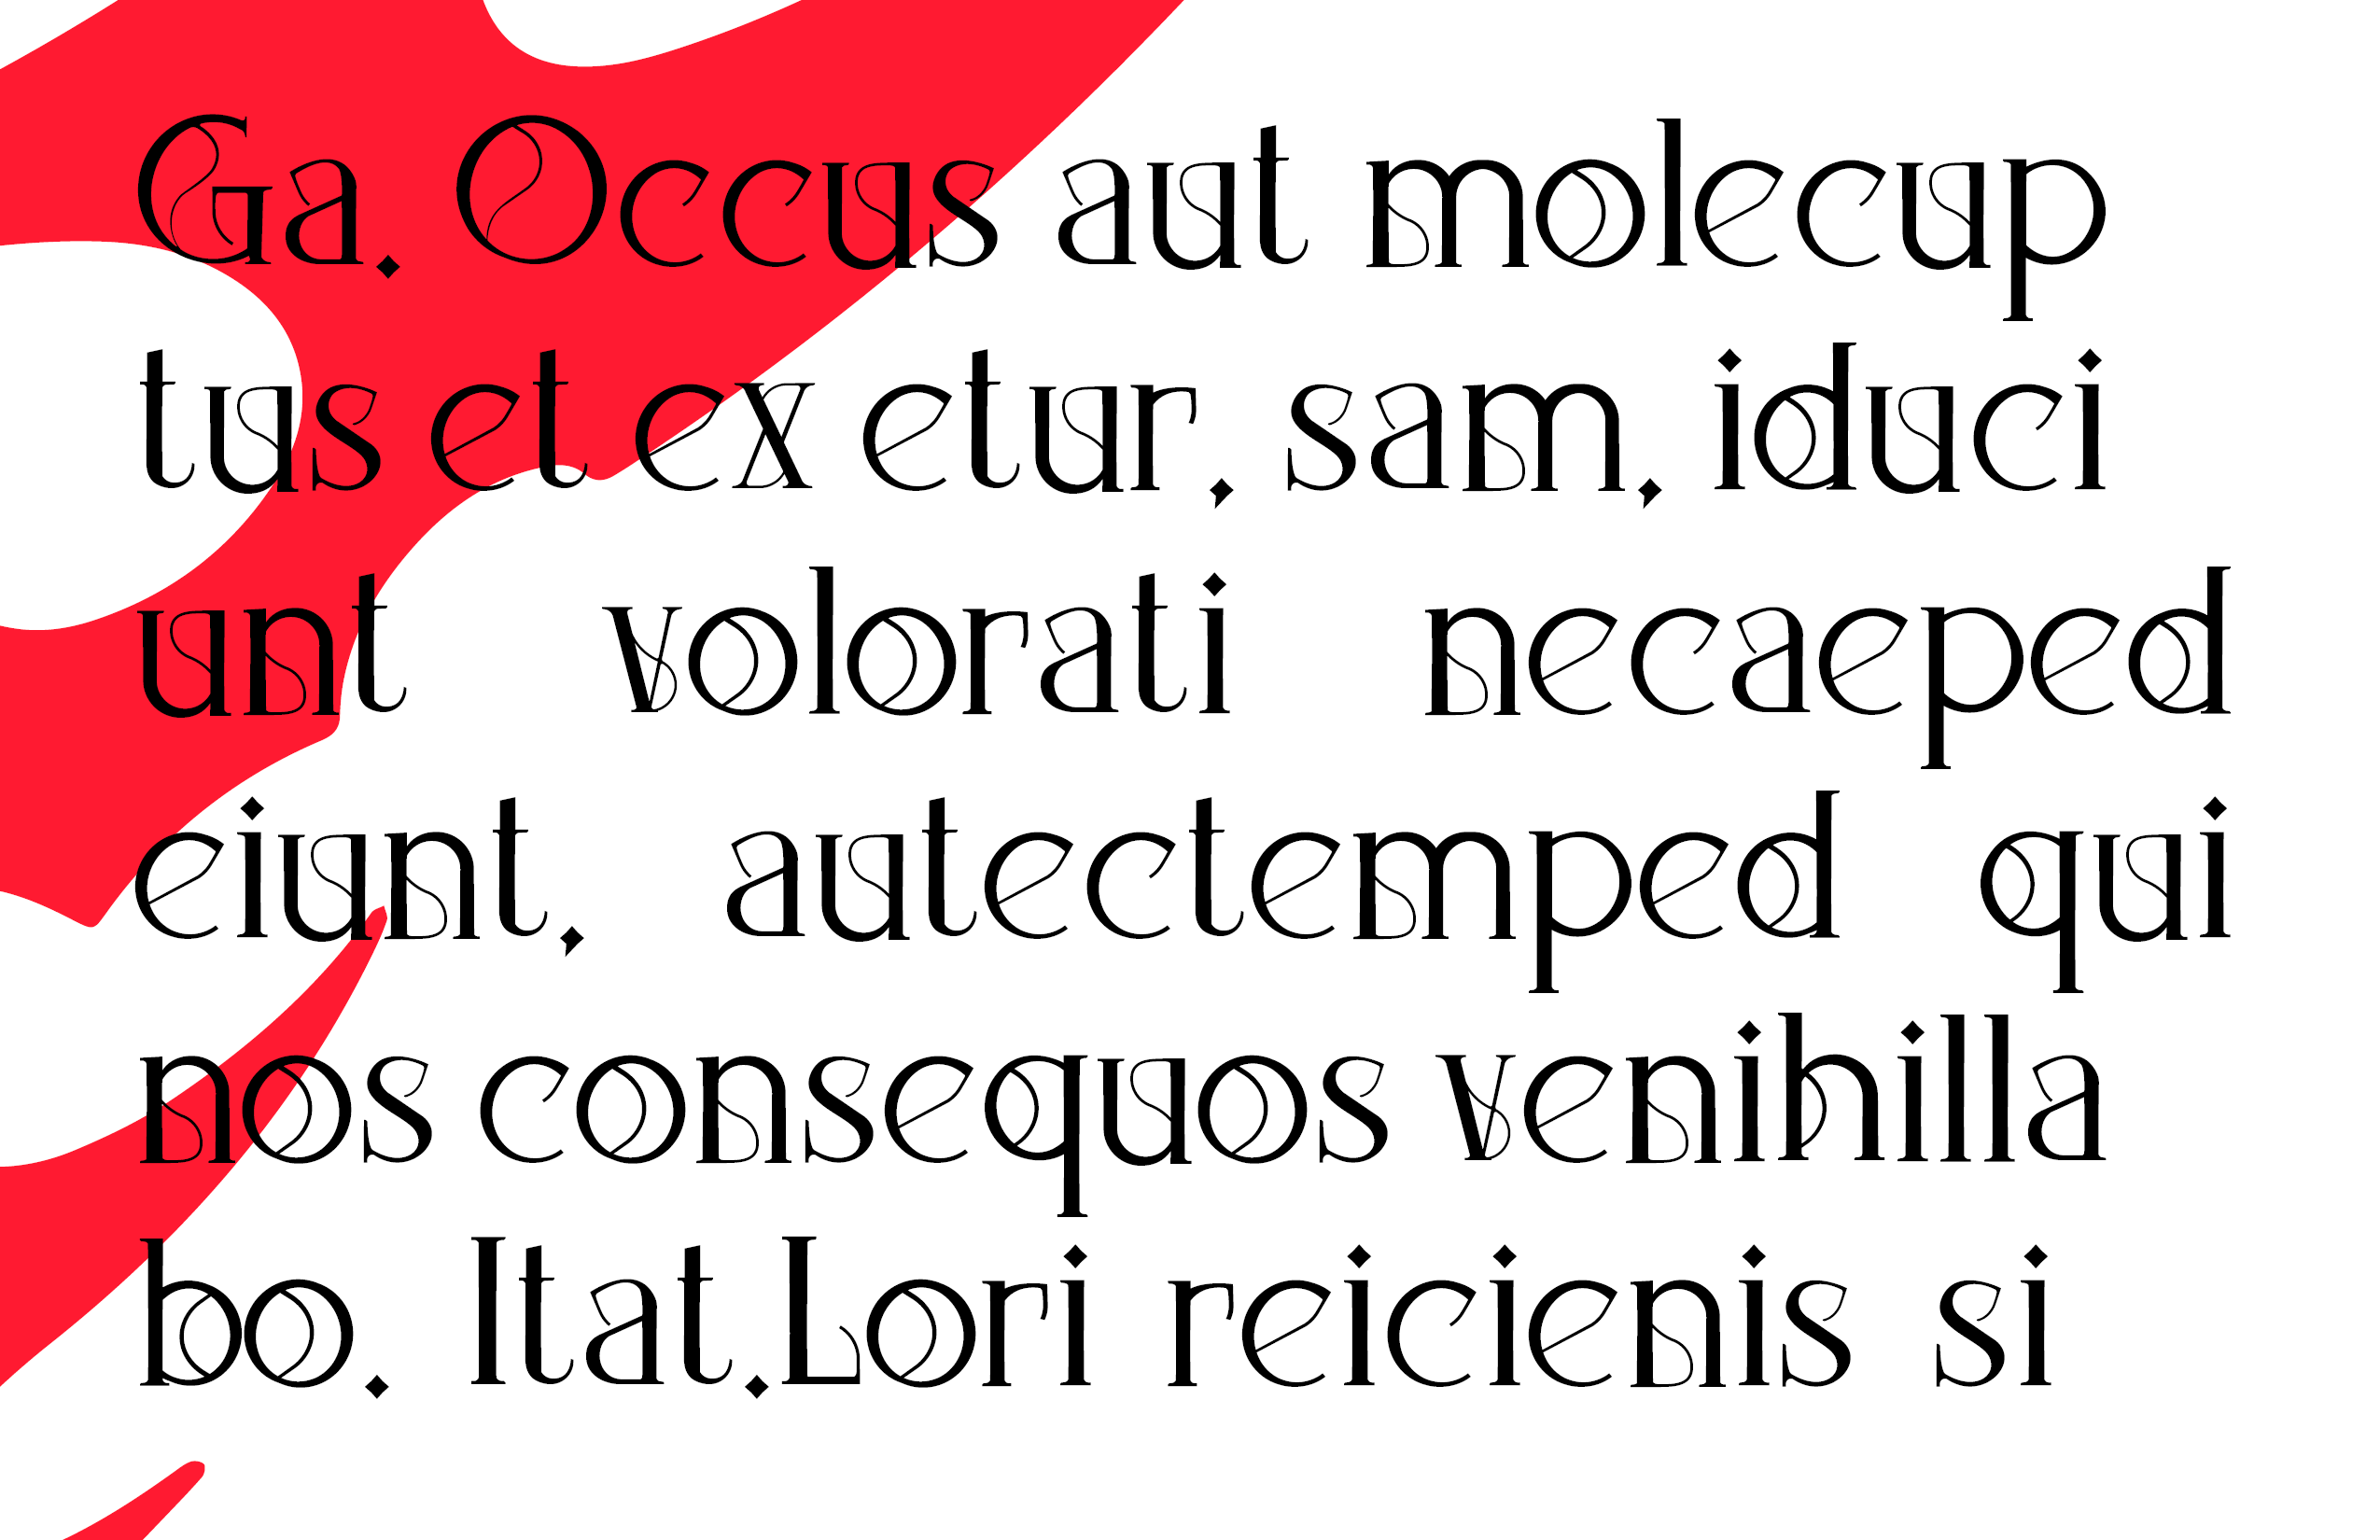 Ga. Occus aut molecup
tus et ex etur, sam, iduci
unt volorati necaeped
eiunt, autectemped qui
nos consequos venihilla
bo. Itat.Lori reicienis si